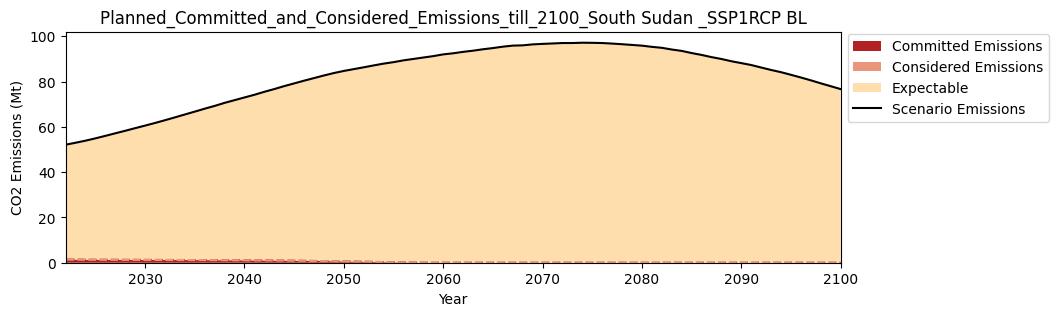 Planned_Committed_and_Considered_Emissions_till_2100_South Sudan _SSP1RCP BL
CO2 Emissions (Mt)
100
80
60
40
20
0
2030 2040 2050 2060 2070 2080 2090 2100
Year
Committed Emissions
Considered Emissions
Expectable
Scenario Emissions